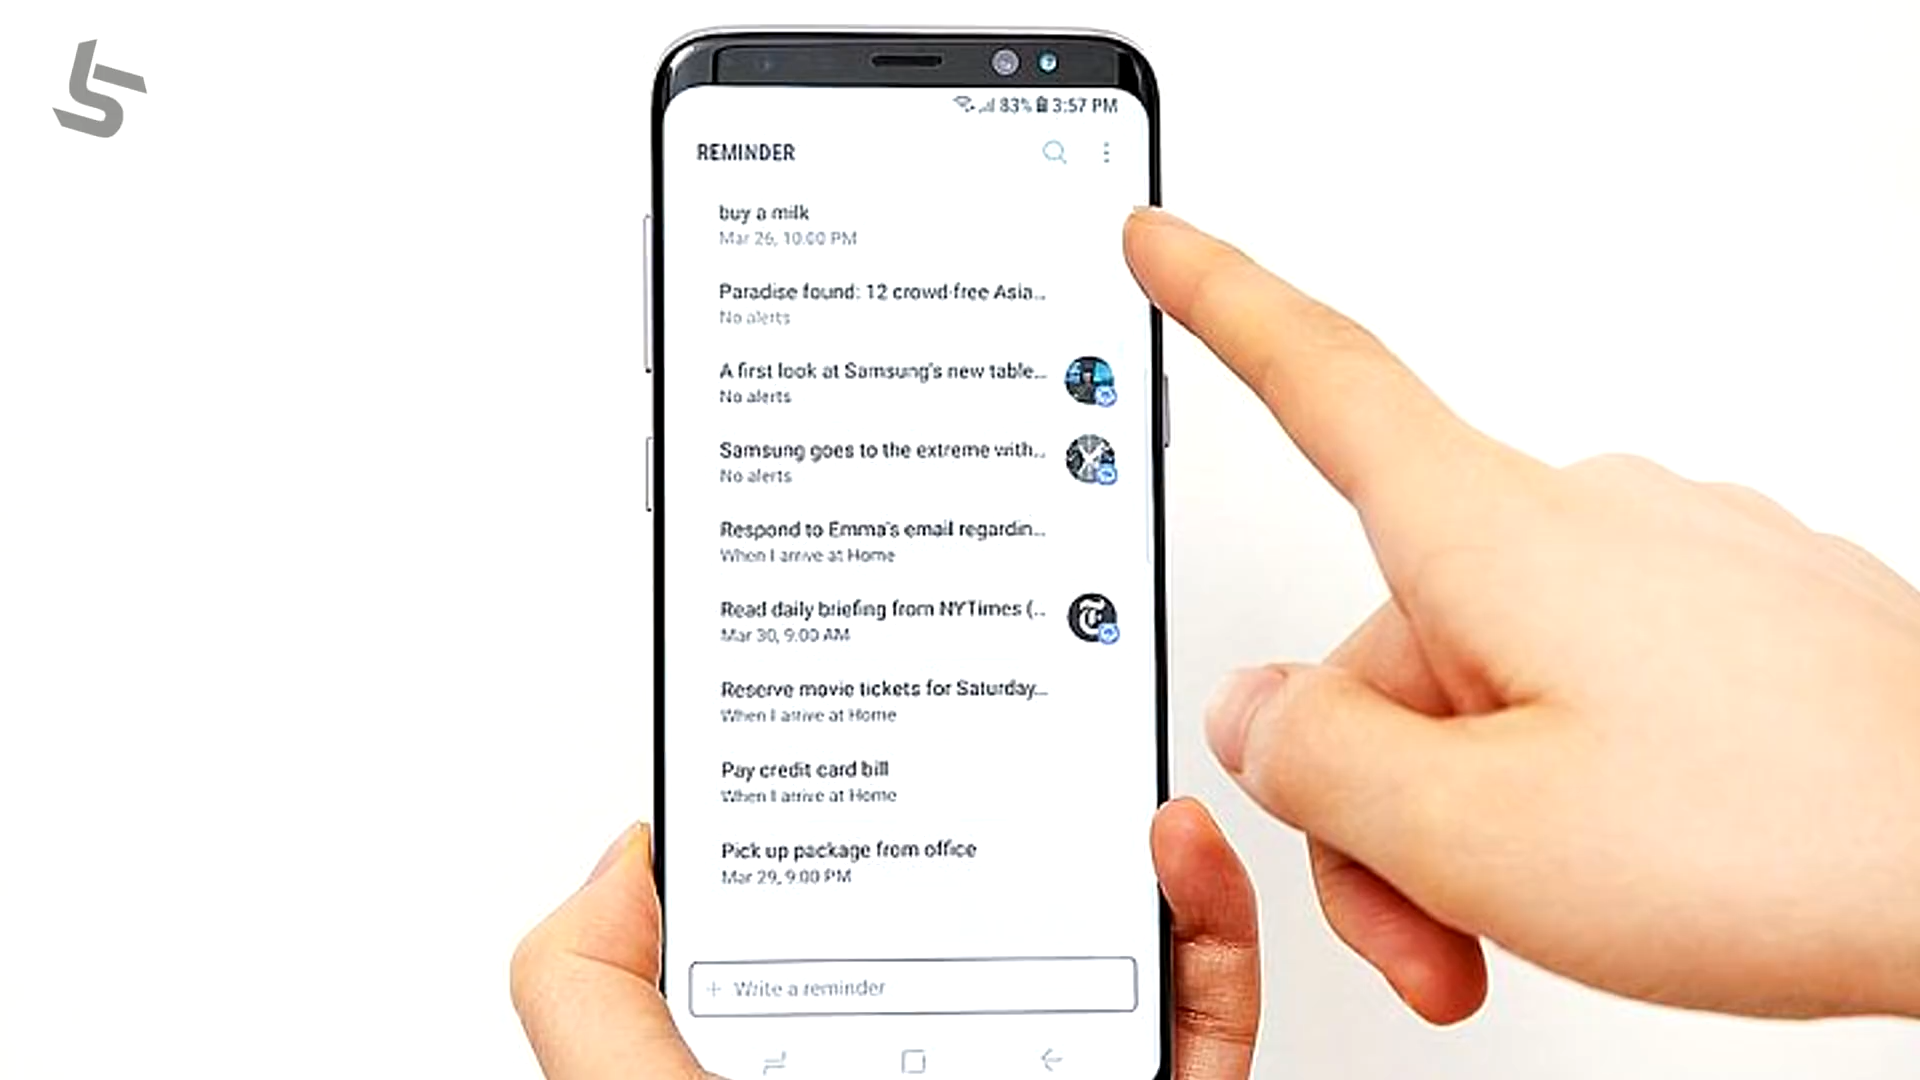 83% 3:57 PM
REMINDER
buy a milk
Mar 26, 10:00 PM
Paradise found: 12 crowd-free Asia...
No alerts
A first look at Samsung's new table...
No alerts
Samsung goes to the extreme with...
No alerts
Respond to Emma's email regardin...
When I arrive at Home
Read daily briefing from NYTimes (...
Mar 30, 9:00 AM
Reserve movie tickets for Saturday...
When I arrive at Home
Pay credit card bill
When I arrive at Home
Pick up package from office
Mar 29, 9:00 PM
+ Write a reminder